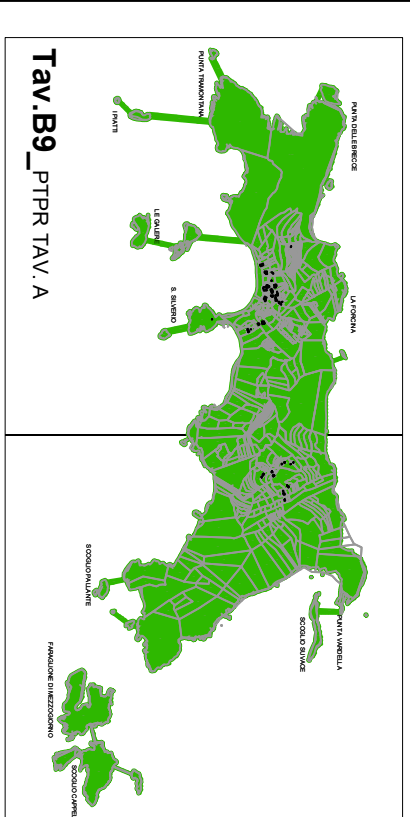 Tav.B9_PTPR TAV. A
PUNTA TRAMONTANA
PUNTA DELLE BRECCE
I PIATTI
LE GALERE
S. SILVERIO
LA FORCINA
SCOGLIO PALLANTE
PUNTA VARDELLA
SCOGLIO SUVACE
FARAGLIONE DI MEZZOGIORNO
SCOGLIO CAPPEL